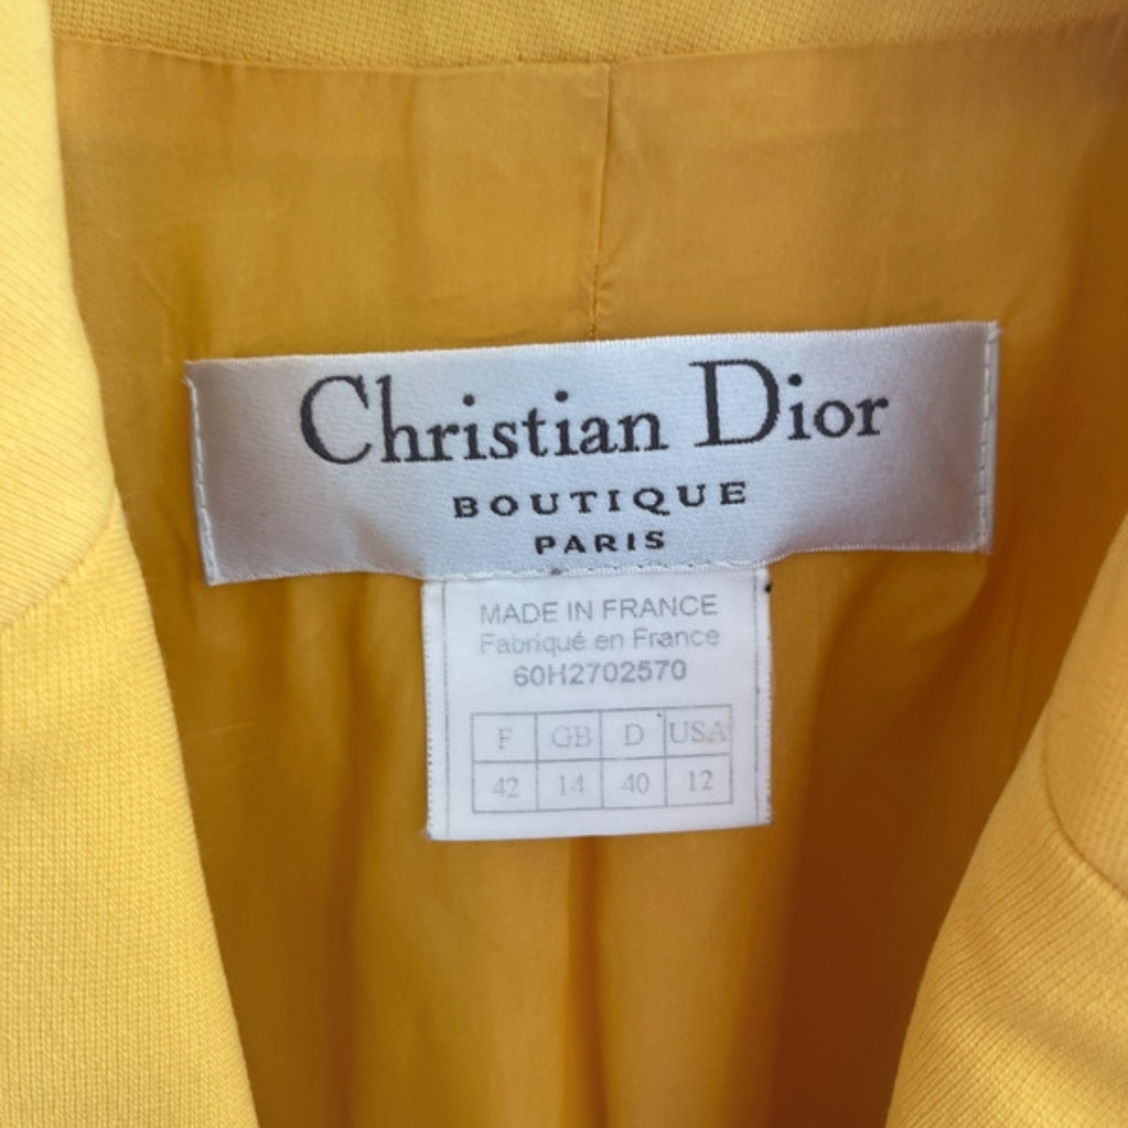 Christian Dior
BOUTIQUE
PARIS
MADE IN FRANCE
Fabriqué en France
60H2702570
F GB D USA
42 14 40 12